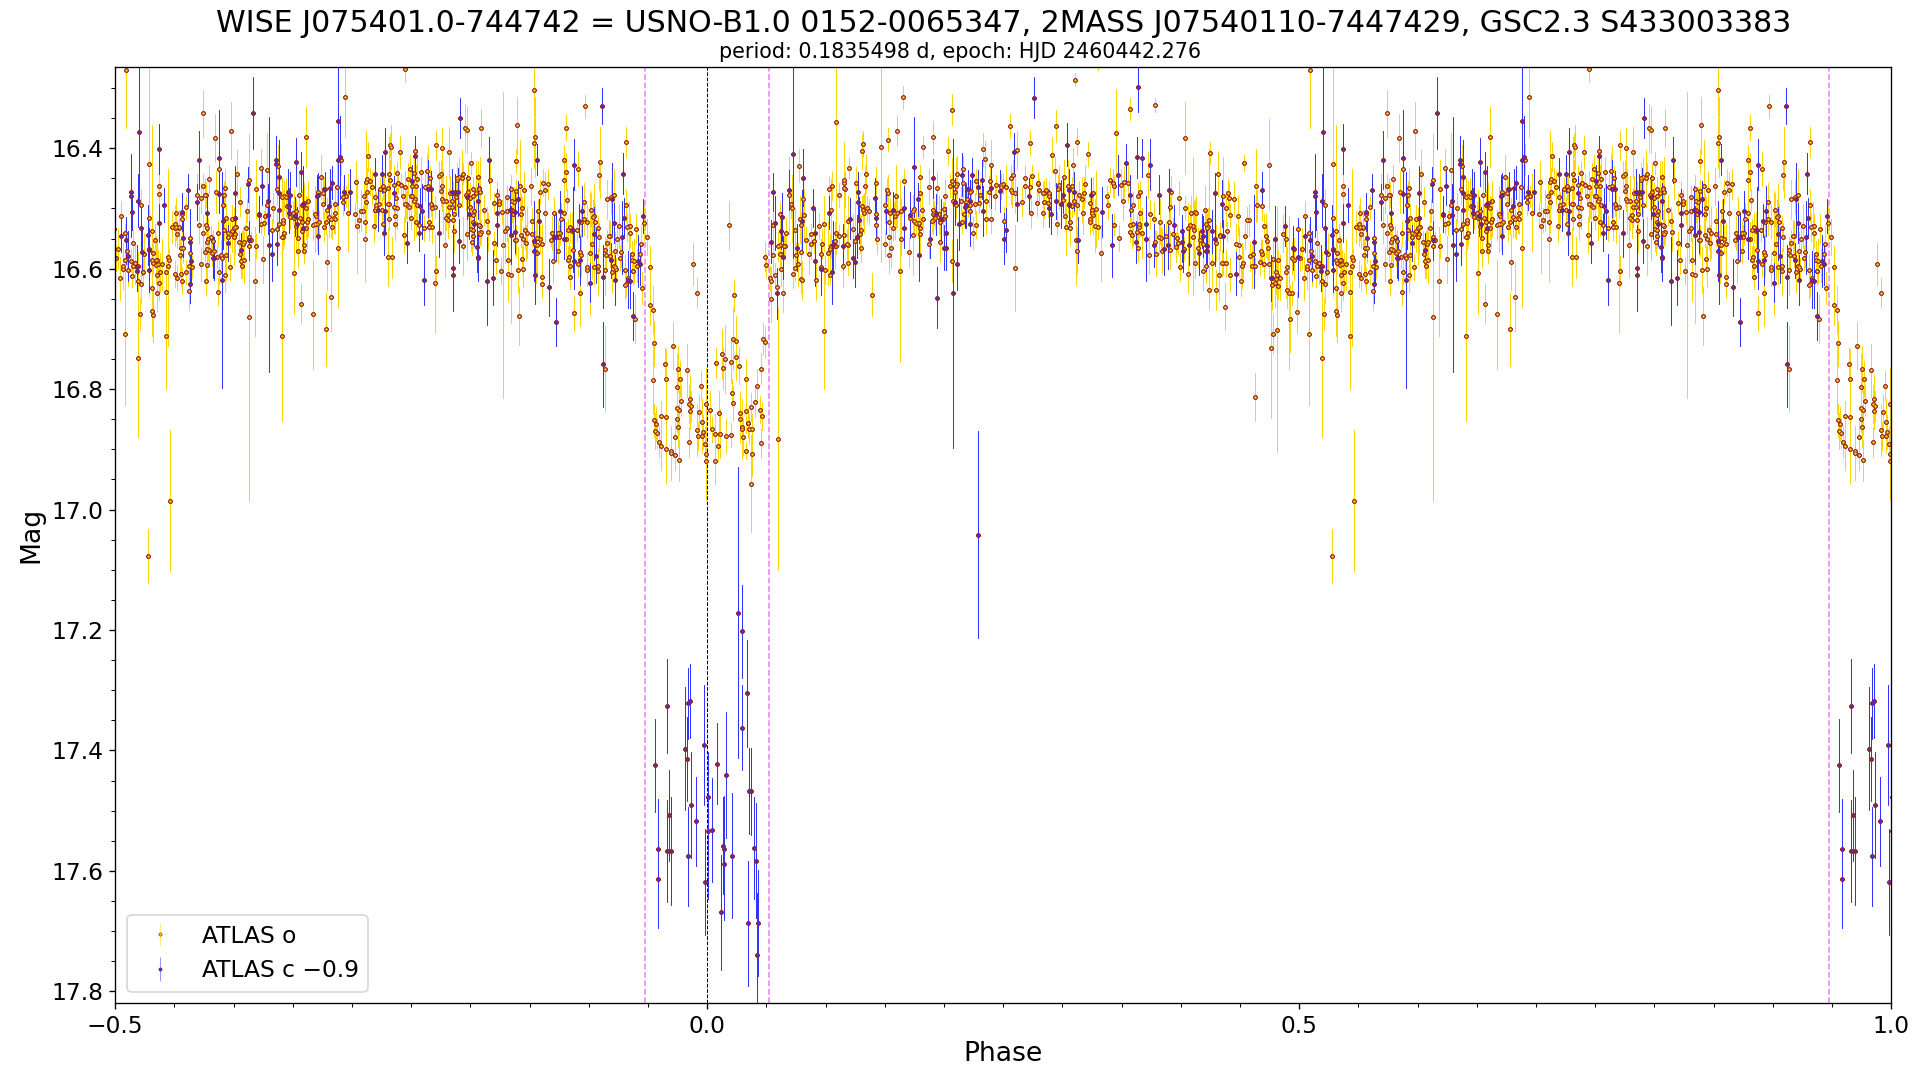 WISE J075401.0-744742 = USNO-B1.0 0152-0065347, 2MASS J07540110-7447429, GSC2.3 S433003383
period: 0.1835498 d, epoch: HJD 2460442.276
16.4
16.6
16.8
17.0
17.2
17.4
17.6
17.8
Mag
ATLAS o
ATLAS c −0.9
−0.5
0.0
0.5
1.0
Phase